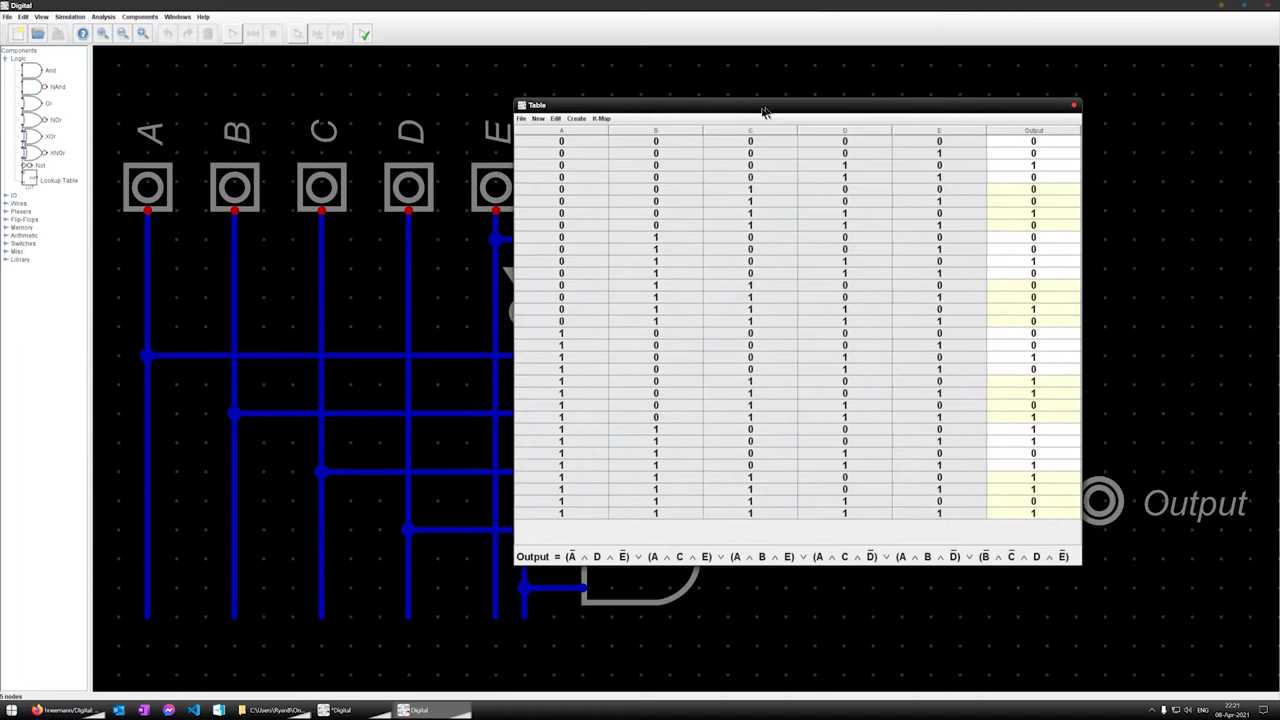 Digital
File Edit View Simulation Analysis Components Windows Help
Components
Logic
And
NAnd
Or
NOr
XOr
XNOr
Not
Lookup Table
IO
Wires
Plexers
Flip-Flops
Memory
Arithmetic
Switches
Misc.
Library
A B C D E
Table
File New Edit Create K-Map
A B C D E Output
0 0 0 0 0 0
0 0 0 0 1 0
0 0 0 1 0 1
0 0 0 1 1 0
0 0 1 0 0 0
0 0 1 0 1 0
0 0 1 1 0 1
0 0 1 1 1 0
0 1 0 0 0 0
0 1 0 0 1 0
0 1 0 1 0 1
0 1 0 1 1 0
0 1 1 0 0 0
0 1 1 0 1 0
0 1 1 1 0 1
0 1 1 1 1 0
1 0 0 0 0 0
1 0 0 0 1 0
1 0 0 1 0 1
1 0 0 1 1 0
1 0 1 0 0 1
1 0 1 0 1 1
1 0 1 1 0 0
1 0 1 1 1 1
1 1 0 0 0 1
1 1 0 0 1 1
1 1 0 1 0 0
1 1 0 1 1 1
1 1 1 0 0 1
1 1 1 0 1 1
1 1 1 1 0 0
1 1 1 1 1 1
Output = (A̅ ∧ D ∧ E̅) ∨ (A ∧ C ∧ E) ∨ (A ∧ B ∧ E) ∨ (A ∧ C ∧ D̅) ∨ (A ∧ B ∧ D̅) ∨ (B̅ ∧ C̅ ∧ D ∧ E̅)
Output
5 nodes
hneemann/Digital: ...
C:\Users\RyanB\On...
*Digital
Digital
ENG
22:21
08-Apr-2021